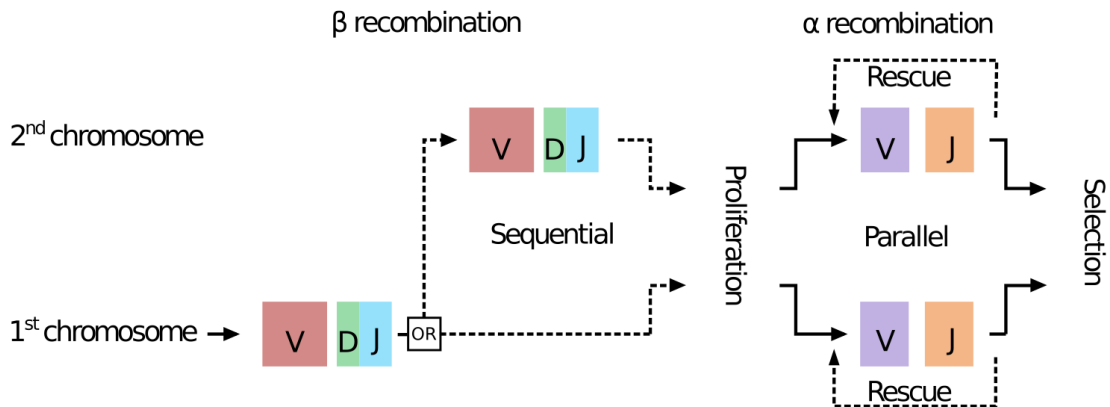 β recombination
α recombination
Rescue
2nd chromosome
V D J
V J
Sequential
Proliferation
Parallel
Selection
1st chromosome
V D J
OR
V J
Rescue